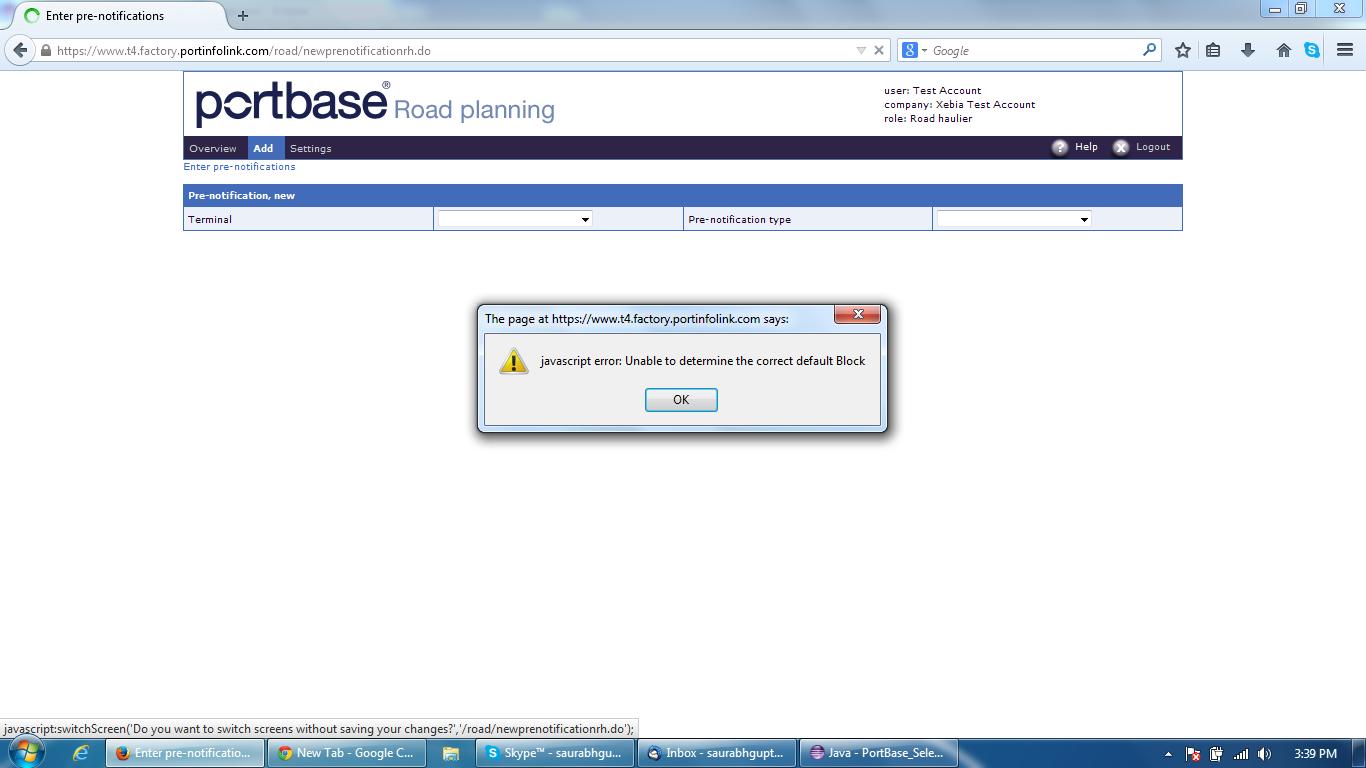 Enter pre-notifications
https://www.t4.factory.portinfolink.com/road/newprenotificationrh.do
Google
portbase® Road planning
user: Test Account
company: Xebia Test Account
role: Road haulier
Overview Add Settings Help Logout
Enter pre-notifications
Pre-notification, new
Terminal Pre-notification type
The page at https://www.t4.factory.portinfolink.com says:
javascript error: Unable to determine the correct default Block
OK
javascript:switchScreen('Do you want to switch screens without saving your changes?','/road/newprenotificationrh.do');
Enter pre-notificatio... New Tab - Google C... Skype™ - saurabhgu... Inbox - saurabhgupt... Java - PortBase_Sele... 3:39 PM